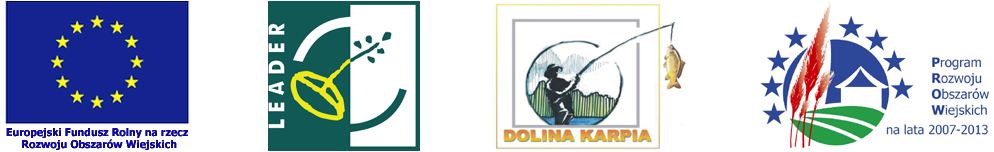 Europejski Fundusz Rolny na rzecz
Rozwoju Obszarów Wiejskich
LEADER
DOLINA KARPIA
Program
Rozwoju
Obszarów
Wiejskich
na lata 2007-2013